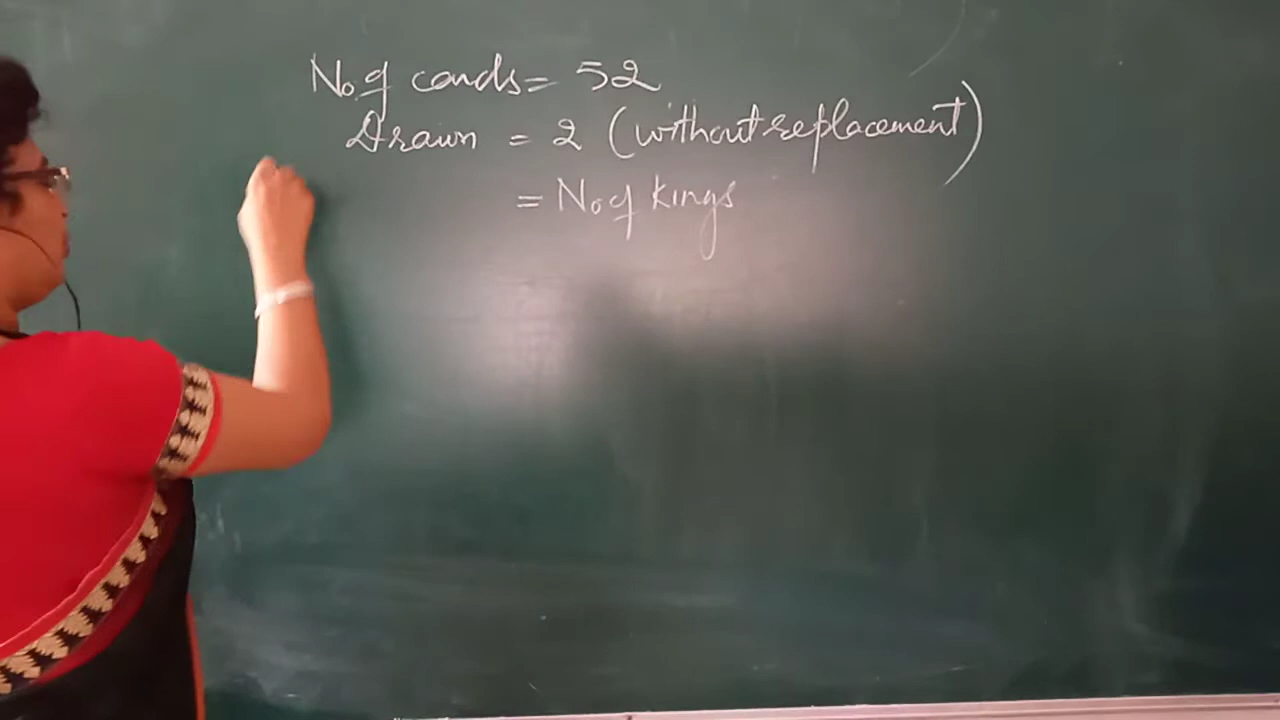 No of cards = 52
Drawn = 2 (without replacement)
= No of kings